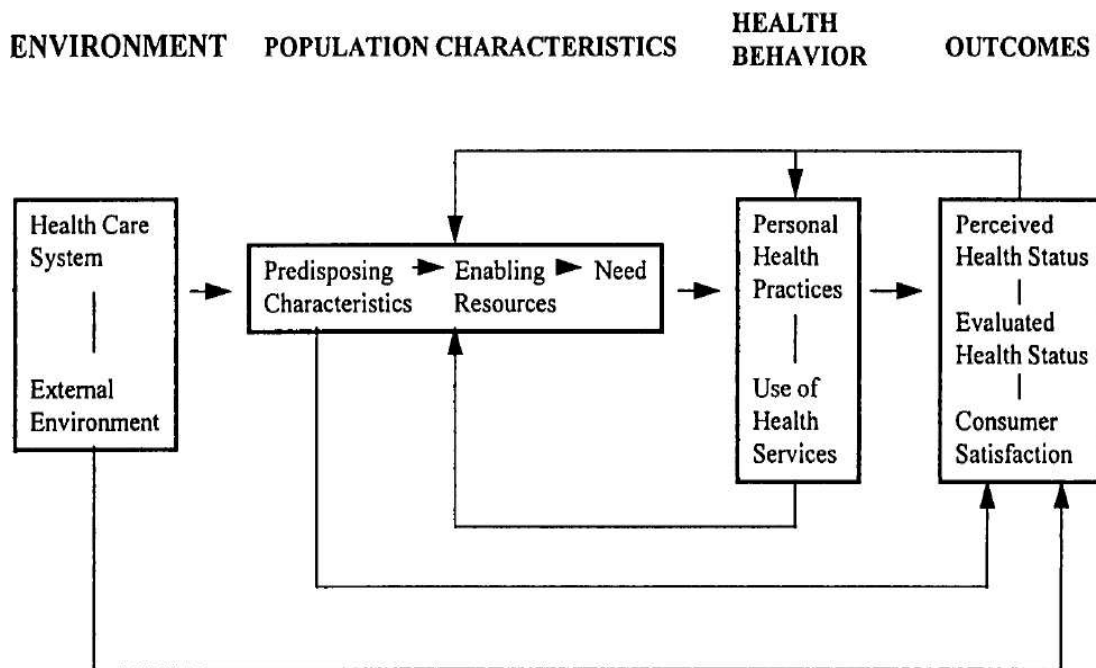 ENVIRONMENT
POPULATION CHARACTERISTICS
HEALTH
BEHAVIOR
OUTCOMES
Health Care
System
External
Environment
Predisposing
Characteristics
Enabling
Resources
Need
Personal
Health
Practices
Use of
Health
Services
Perceived
Health Status
Evaluated
Health Status
Consumer
Satisfaction